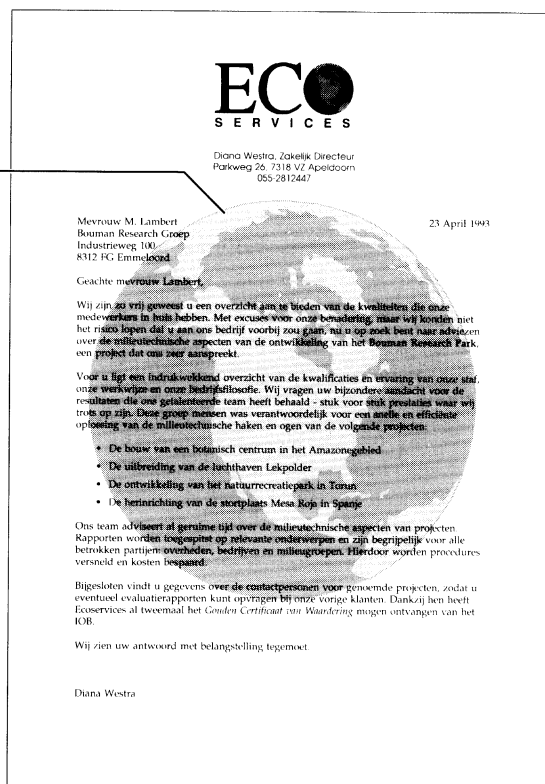 ECO
SERVICES
Diana Westra, Zakelijk Directeur
Parkweg 26, 7318 VZ Apeldoorn
055-2812447
Mevrouw M. Lambert
23 April 1993
Bouman Research Groep
Industrieweg 100
8312 FG Emmeloord
Geachte mevrouw Lambert,
Wij zijn zo vrij geweest u een overzicht aan te bieden van de kwaliteiten die onze
medewerkers in huis hebben. Met excuses voor onze benadering, maar wij konden niet
het risico lopen dat u aan ons bedrijf voorbij zou gaan, nu u op zoek bent naar adviezen
over de milieutechnische aspecten van de ontwikkeling van het Bouman Research Park,
een project dat ons zeer aanspreekt.
Voor u ligt een indrukwekkend overzicht van de kwalificaties en ervaring van onze staf,
onze werkwijze en onze bedrijfsfilosofie. Wij vragen uw bijzondere aandacht voor de
resultaten die ons getalenteerde team heeft behaald - stuk voor stuk prestaties waar wij
trots op zijn. Deze groep mensen was verantwoordelijk voor een snelle en efficiënte
oplossing van de milieutechnische haken en ogen van de volgende projecten:
• De bouw van een botanisch centrum in het Amazonegebied
• De uitbreiding van de luchthaven Lekpolder
• De ontwikkeling van het natuurrecreatiepark in Torun
• De herinrichting van de stortplaats Mesa Roja in Spanje
Ons team adviseert al geruime tijd over de milieutechnische aspecten van projecten.
Rapporten worden toegespitst op relevante onderwerpen en zijn begrijpelijk voor alle
betrokken partijen: overheden, bedrijven en milieugroepen. Hierdoor worden procedures
versneld en kosten bespaard.
Bijgesloten vindt u gegevens over de contactpersonen voor genoemde projecten, zodat u
eventueel evaluatierapporten kunt opvragen bij onze vorige klanten. Dankzij hen heeft
Ecoservices al tweemaal het Gouden Certificaat van Waardering mogen ontvangen van het
IOB.
Wij zien uw antwoord met belangstelling tegemoet.
Diana Westra